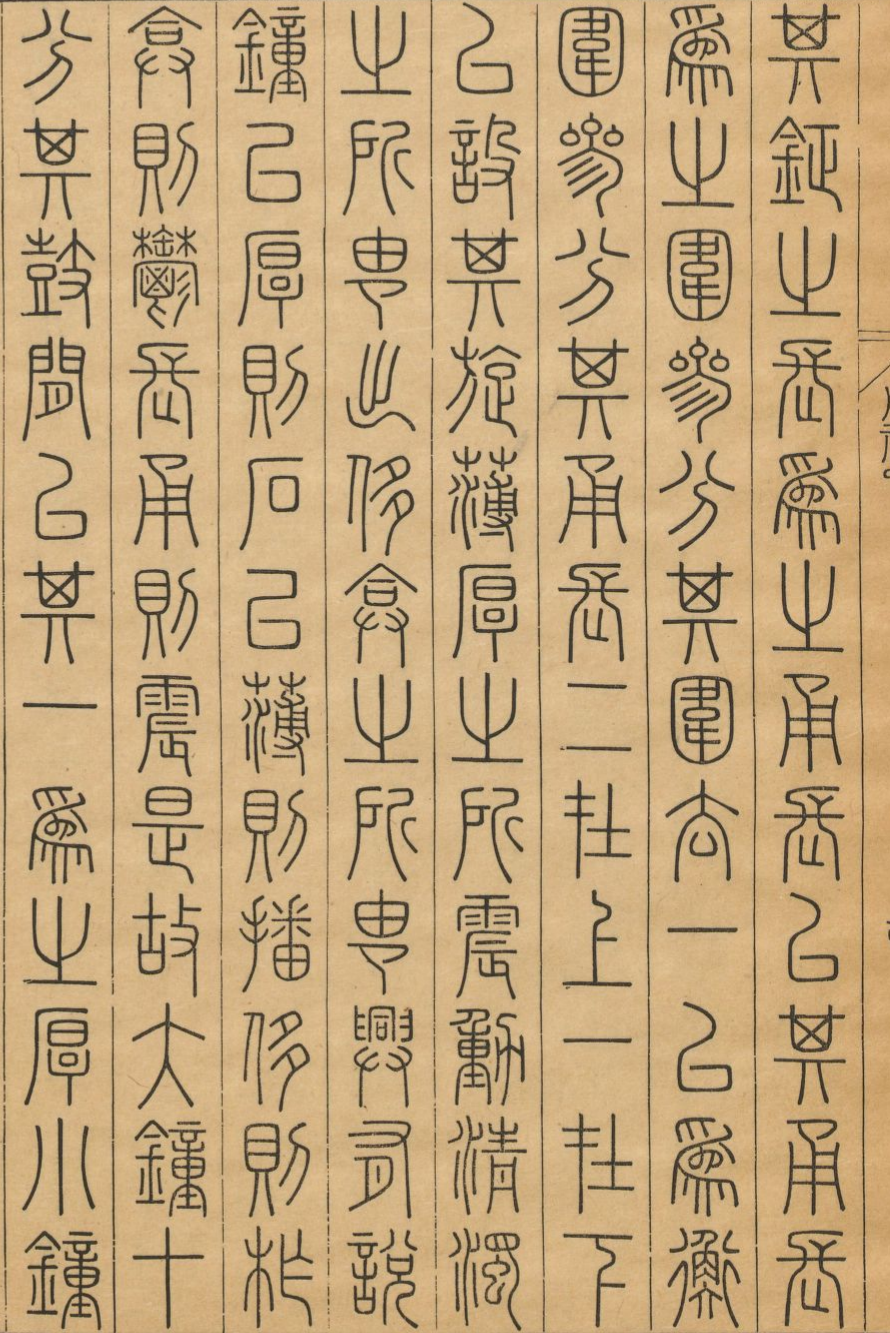 其鉦之長爲之甬長以其甬長
爲之圍參分其圍去一以爲衡
圍參分其甬長二在上一在下
以設其旋薄厚之所震動清濁
之所由出侈弇之所由興有說
鐘已厚則石已薄則播侈則柞
弇則鬱長甬則震是故大鐘十
分其鼓間以其一爲之厚小鐘